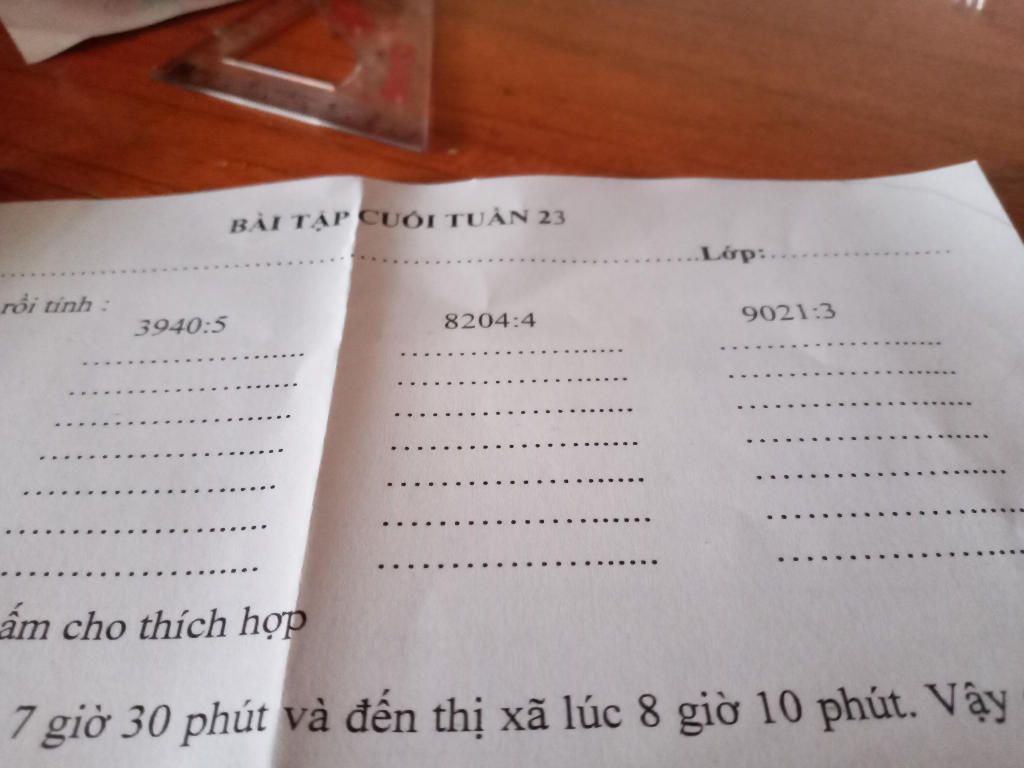 BÀI TẬP CUỐI TUẦN 23
Lớp:
rồi tính :
3940:5 8204:4 9021:3
ấm cho thích hợp
7 giờ 30 phút và đến thị xã lúc 8 giờ 10 phút. Vậy